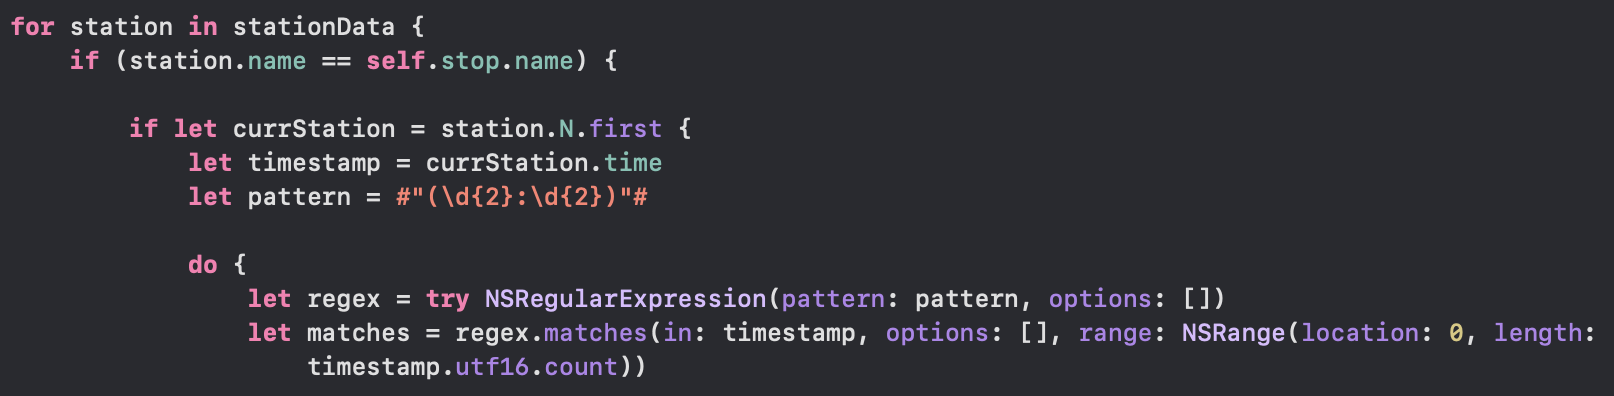 for station in stationData {
if (station.name == self.stop.name) {
if let currStation = station.N.first {
let timestamp = currStation.time
let pattern = #"(\d{2}:\d{2})"#
do {
let regex = try NSRegularExpression(pattern: pattern, options: [])
let matches = regex.matches(in: timestamp, options: [], range: NSRange(location: 0, length:
timestamp.utf16.count))